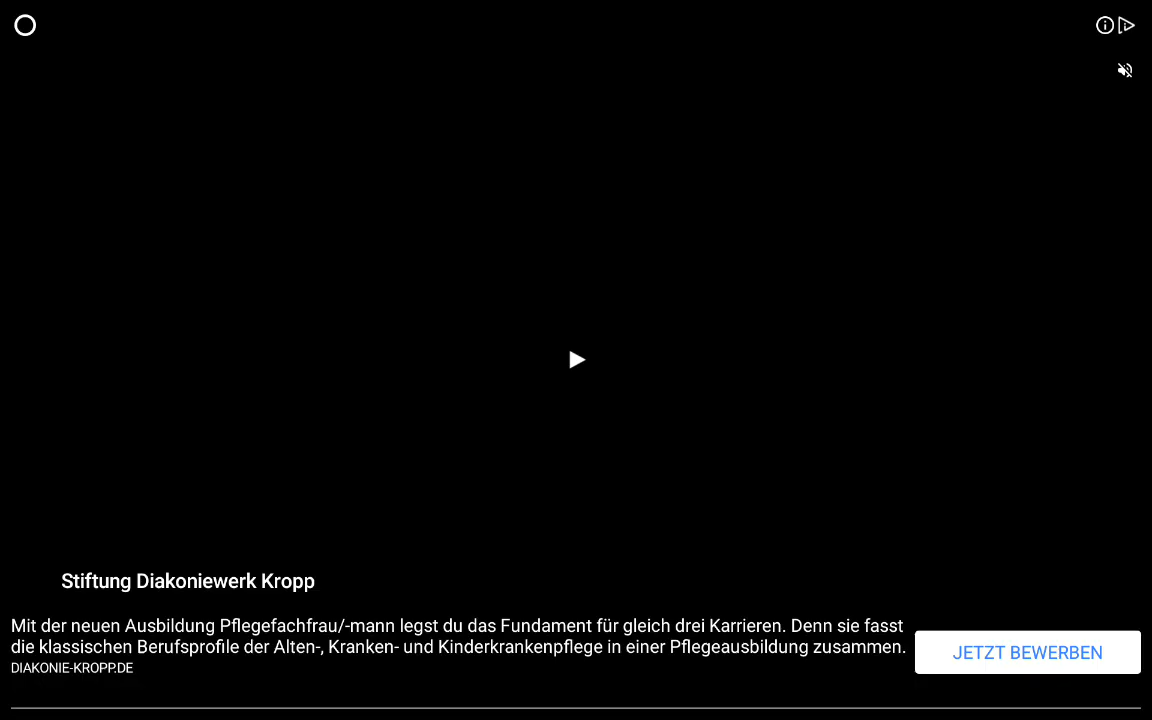 Stiftung Diakoniewerk Kropp
Mit der neuen Ausbildung Pflegefachfrau/-mann legst du das Fundament für gleich drei Karrieren. Denn sie fasst
die klassischen Berufsprofile der Alten-, Kranken- und Kinderkrankenpflege in einer Pflegeausbildung zusammen.
DIAKONIE-KROPP.DE
JETZT BEWERBEN